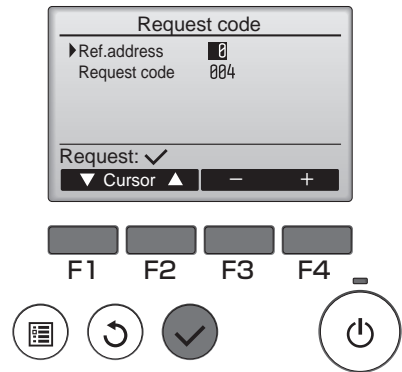 Request code
Ref.address 0
Request code 004
Request: ✓
▼ Cursor ▲ − +
F1 F2 F3 F4